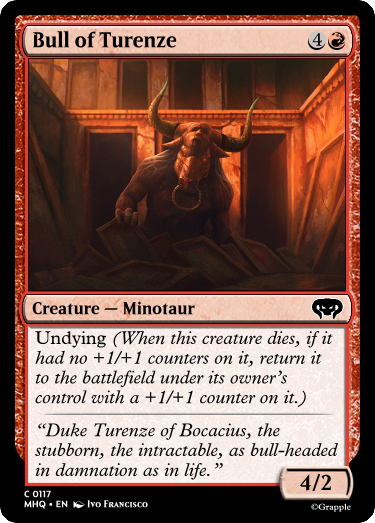 Bull of Turenze 4
Creature — Minotaur
Undying (When this creature dies, if it
had no +1/+1 counters on it, return it
to the battlefield under its owner's
control with a +1/+1 counter on it.)
"Duke Turenze of Bocacius, the
stubborn, the intractable, as bull-headed
in damnation as in life."
4/2
C 0117
MHQ • EN Ivo Francisco
©Grapple